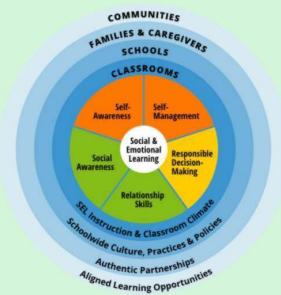 COMMUNITIES
FAMILIES & CAREGIVERS
SCHOOLS
CLASSROOMS
Self-
Awareness
Self-
Management
Social &
Emotional
Learning
Social
Awareness
Responsible
Decision-
Making
Relationship
Skills
SEL Instruction & Classroom Climate
Schoolwide Culture, Practices & Policies
Authentic Partnerships
Aligned Learning Opportunities